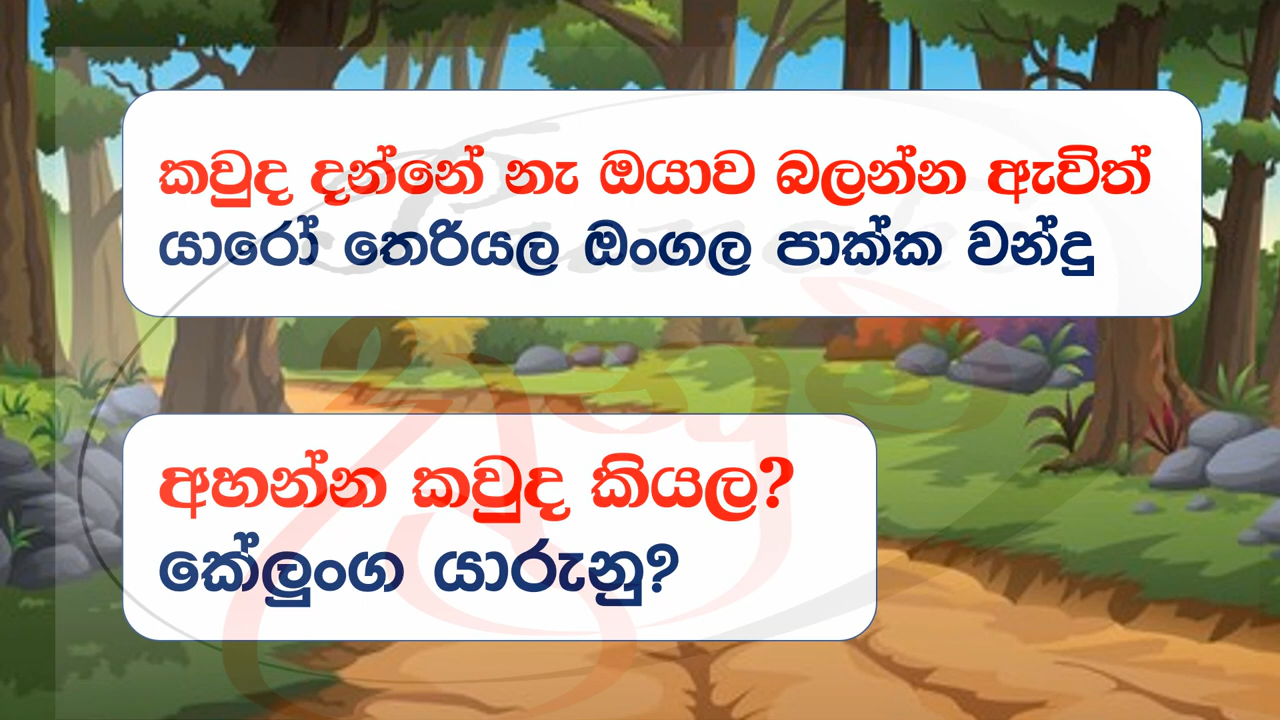 කවුද දන්නේ නැ ඔයාව බලන්න ඇවිත්
යාරෝ තෙරියල ඔංගල පාක්ක වන්දු
අහන්න කවුද කියල?
කේලුංග යාරුනු?